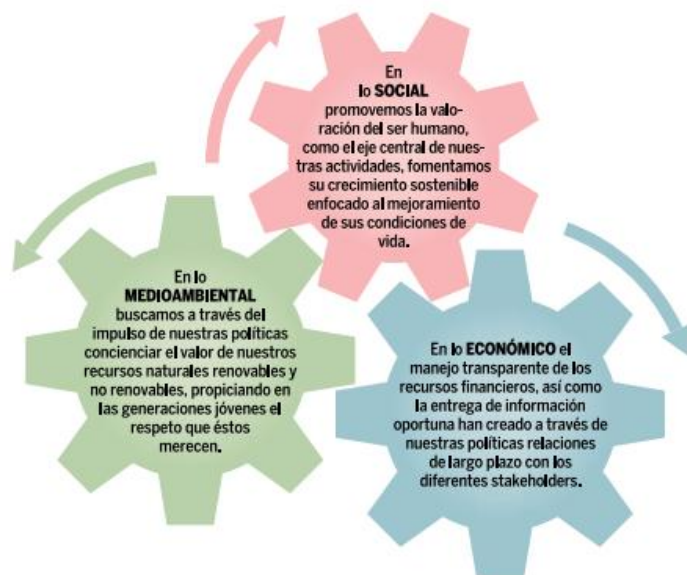 En
lo SOCIAL
promovemos la valo-
ración del ser humano,
como el eje central de nues-
tras actividades, fomentamos
su crecimiento sostenible
enfocado al mejoramiento
de sus condiciones de
vida.
En lo
MEDIOAMBIENTAL
buscamos a través del
impulso de nuestras políticas
concienciar el valor de nuestros
recursos naturales renovables y
no renovables, propiciando en
las generaciones jóvenes el
respeto que éstos
merecen.
En lo ECONÓMICO el
manejo transparente de los
recursos financieros, así como
la entrega de información
oportuna han creado a través de
nuestras políticas relaciones
de largo plazo con los
diferentes stakeholders.